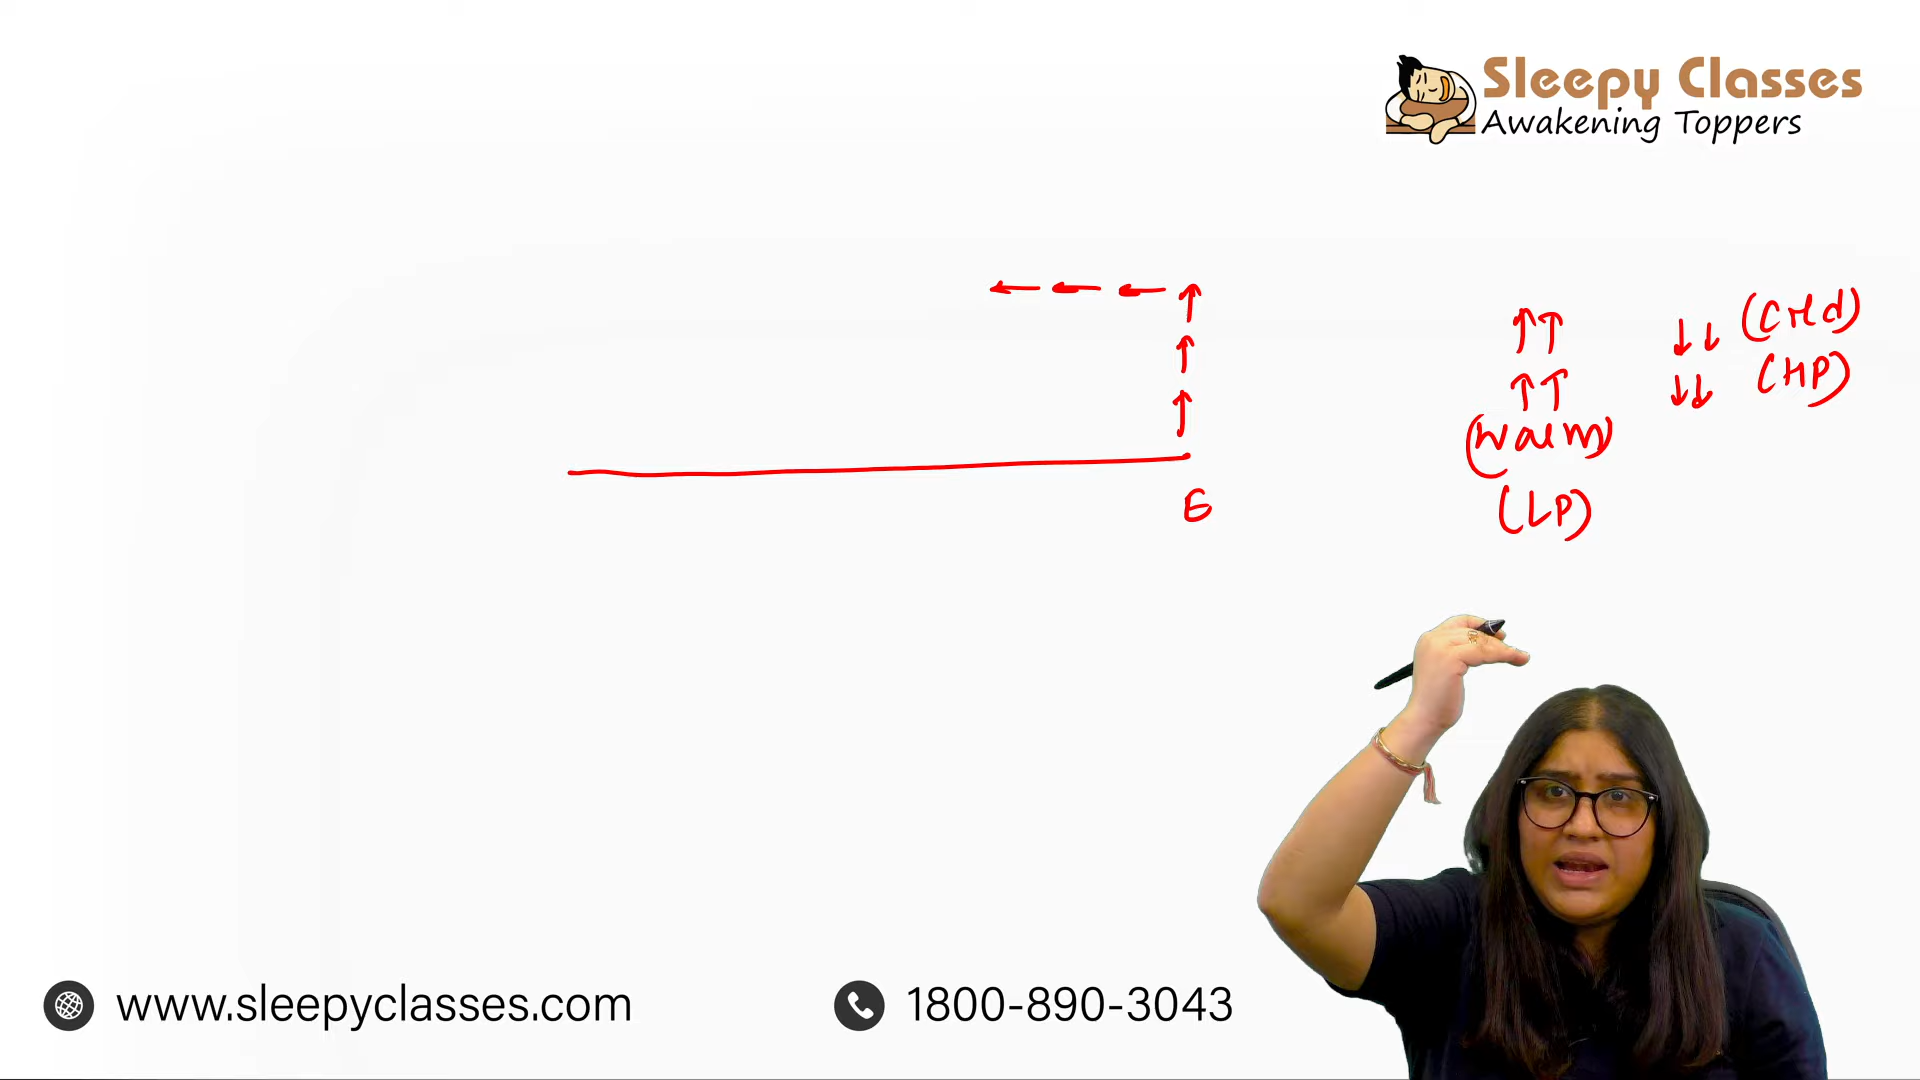 Sleepy Classes
Awakening Toppers
(Cold)
(HP)
(Warm)
(LP)
E
www.sleepyclasses.com
1800-890-3043